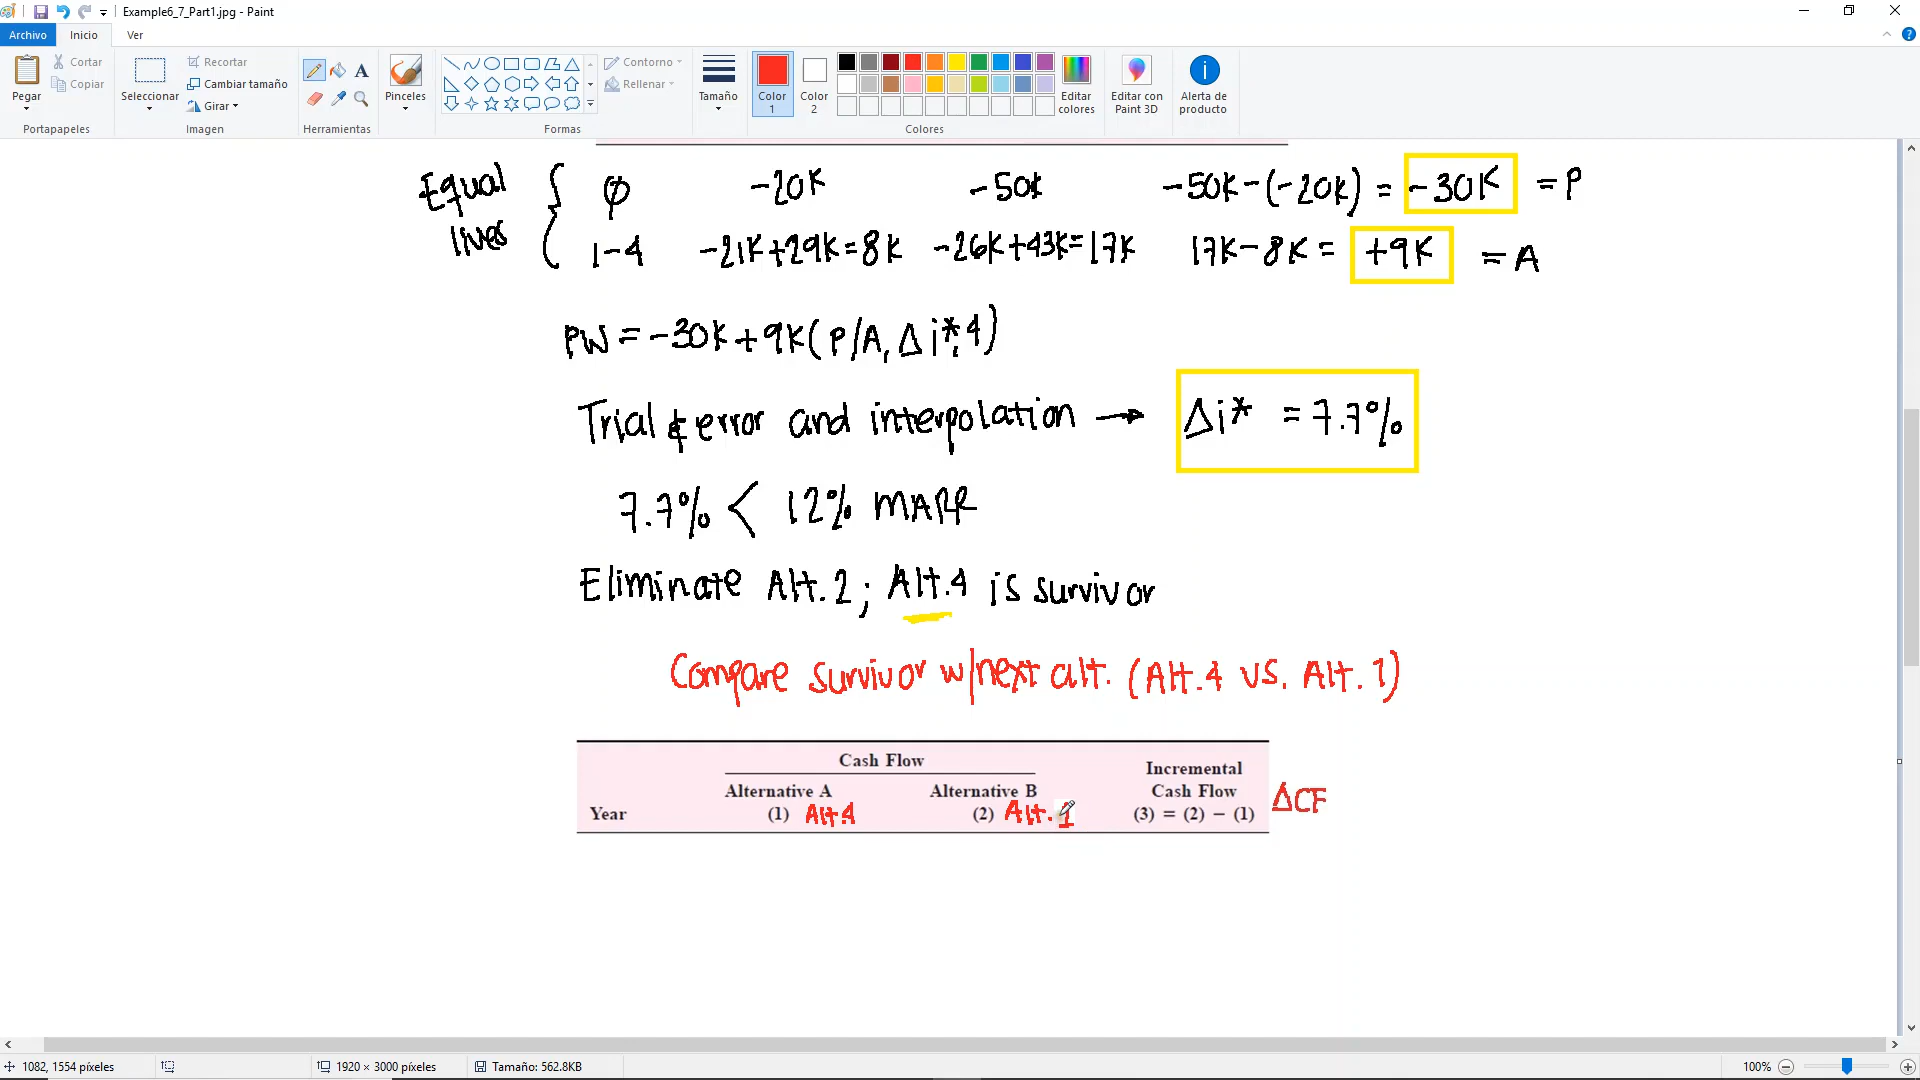 Example6_7_Part1.jpg - Paint
Archivo Inicio Ver
Pegar Cortar Copiar Portapapeles
Seleccionar Recortar Cambiar tamaño Girar Imagen
A Herramientas
Pinceles
Contorno Rellenar Formas
Tamaño
Color 1 Color 2 Editar colores Colores
Editar con Paint 3D
Alerta de producto
Equal lives
φ -20K -50K -50K-(-20K) = -30K = P
1-4 -21K+29K=8K -26K+43K=17K 17K-8K= +9K = A
PW = -30K+9K(P/A, Δi*,4)
Trial & error and interpolation → Δi* = 7.7%
7.7% < 12% MARR
Eliminate Alt.2; Alt.4 is survivor
Compare survivor w/next alt. (Alt.4 vs. Alt.1)
Cash Flow
Year
Alternative A (1) Alt.4
Alternative B (2) Alt.1
Incremental Cash Flow (3) = (2) − (1) ΔCF
1082, 1554 píxeles 1920 × 3000 píxeles Tamaño: 562.8KB 100%